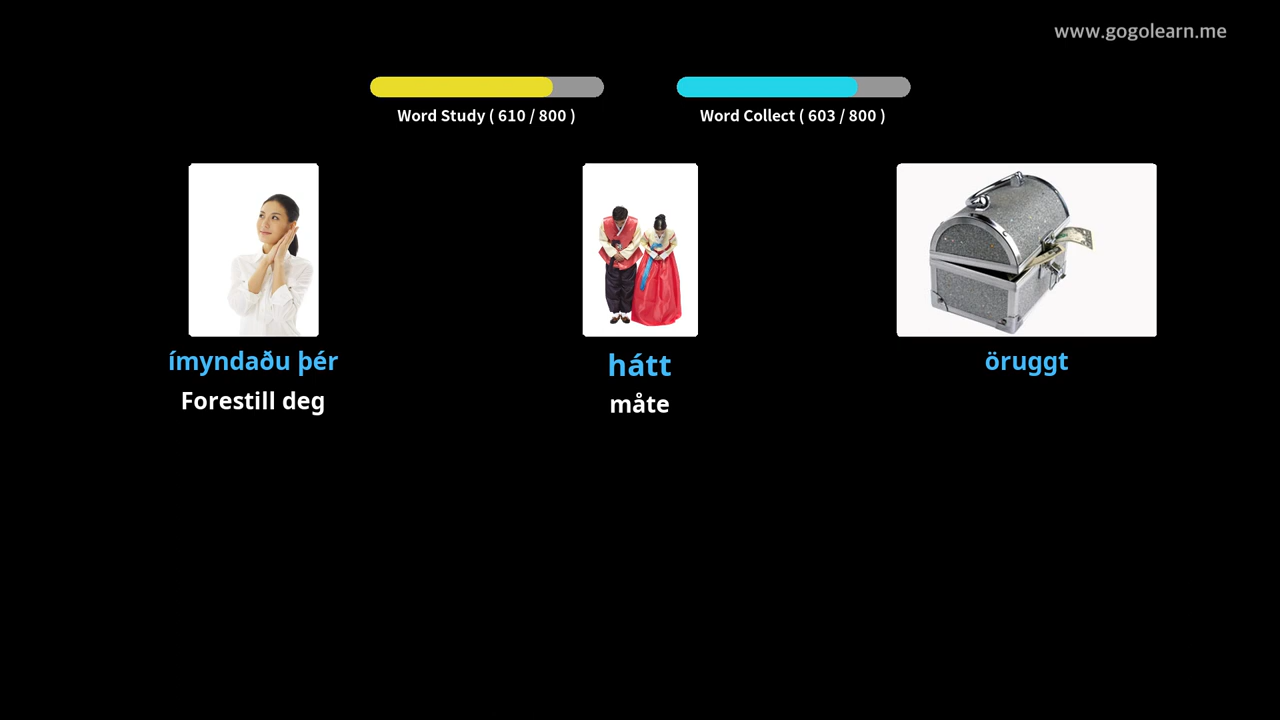 www.gogolearn.me
Word Study ( 610 / 800 )
Word Collect ( 603 / 800 )
ímyndaðu þér
Forestill deg
hátt
måte
öruggt